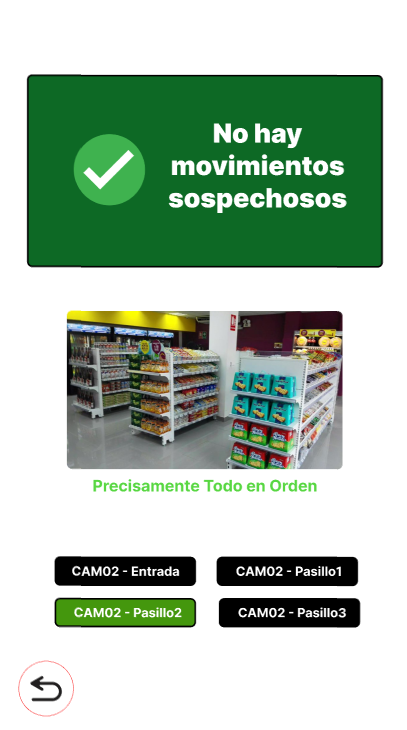 No hay
movimientos
sospechosos
Precisamente Todo en Orden
CAM02 - Entrada
CAM02 - Pasillo1
CAM02 - Pasillo2
CAM02 - Pasillo3